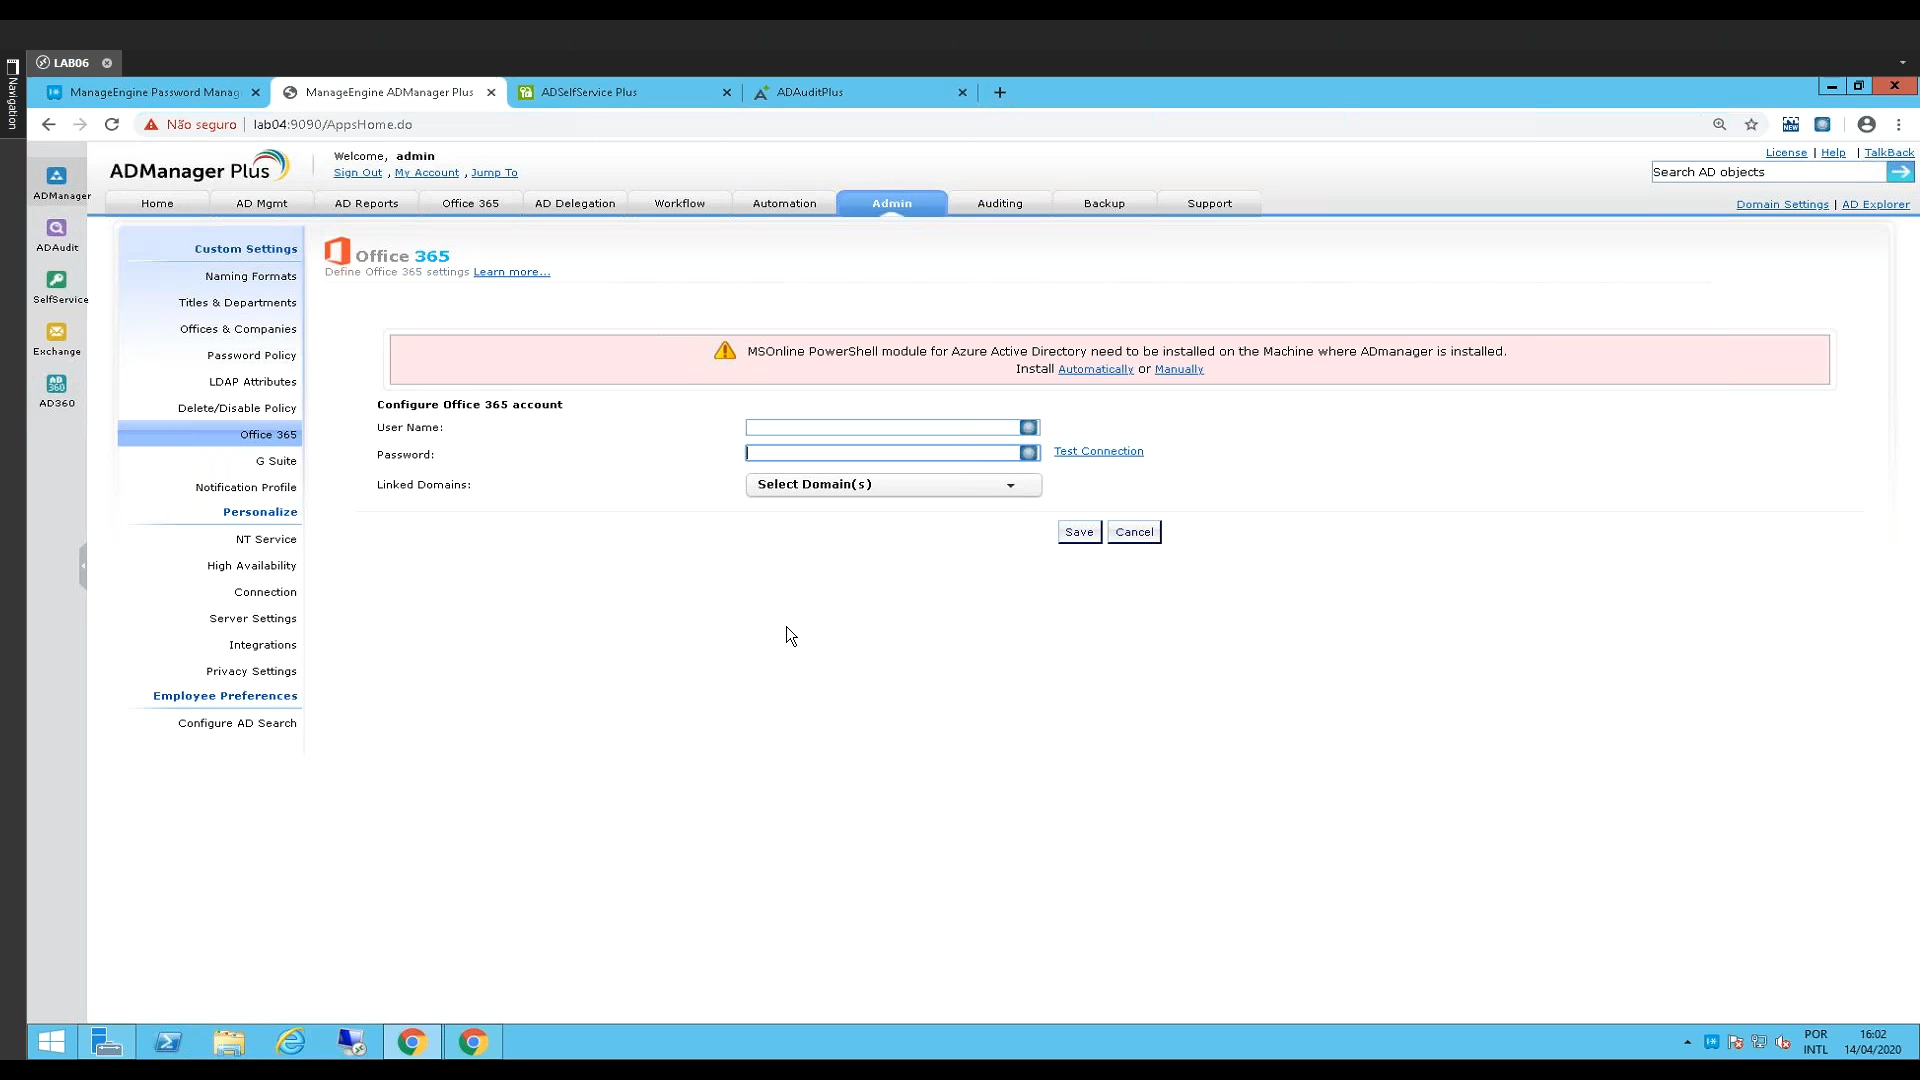 LAB06
Navigation
ManageEngine Password Manag
ManageEngine ADManager Plus
ADSelfService Plus
ADAuditPlus
Não seguro
lab04:9090/AppsHome.do
NEW
ADManager
ADAudit
SelfService
Exchange
AD360
ADManager Plus
Welcome, admin
Sign Out , My Account , Jump To
License | Help | TalkBack
Search AD objects
Home
AD Mgmt
AD Reports
Office 365
AD Delegation
Workflow
Automation
Admin
Auditing
Backup
Support
Domain Settings | AD Explorer
Custom Settings
Naming Formats
Titles & Departments
Offices & Companies
Password Policy
LDAP Attributes
Delete/Disable Policy
Office 365
G Suite
Notification Profile
Personalize
NT Service
High Availability
Connection
Server Settings
Integrations
Privacy Settings
Employee Preferences
Configure AD Search
Office 365
Define Office 365 settings Learn more...
MSOnline PowerShell module for Azure Active Directory need to be installed on the Machine where ADmanager is installed.
Install Automatically or Manually
Configure Office 365 account
User Name:
Password:
Test Connection
Linked Domains:
Select Domain(s)
Save
Cancel
POR
INTL
16:02
14/04/2020